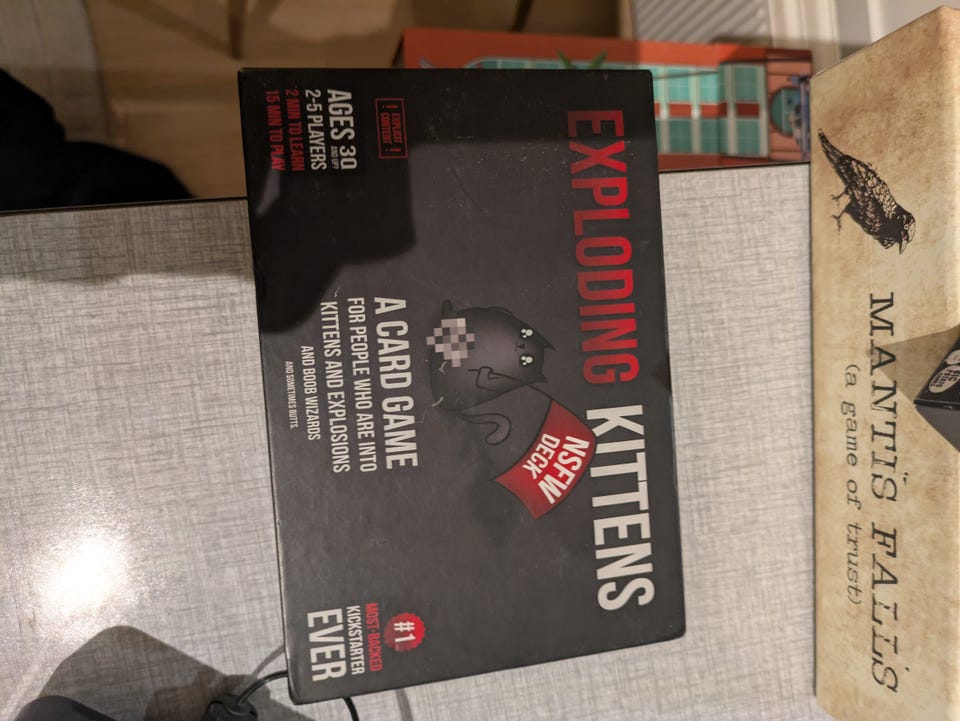 EXPLODING KITTENS
NSFW
DECK
! EXPLICIT !
! CONTENT !
AGES 30 AND UP!
2-5 PLAYERS
2 MIN TO LEARN
15 MIN TO PLAY
A CARD GAME
FOR PEOPLE WHO ARE INTO
KITTENS AND EXPLOSIONS
AND BOOB WIZARDS
AND SOMETIMES BUTTS.
#1
MOST-BACKED
KICKSTARTER
EVER
MANTIS FALLS
(a game of trust)